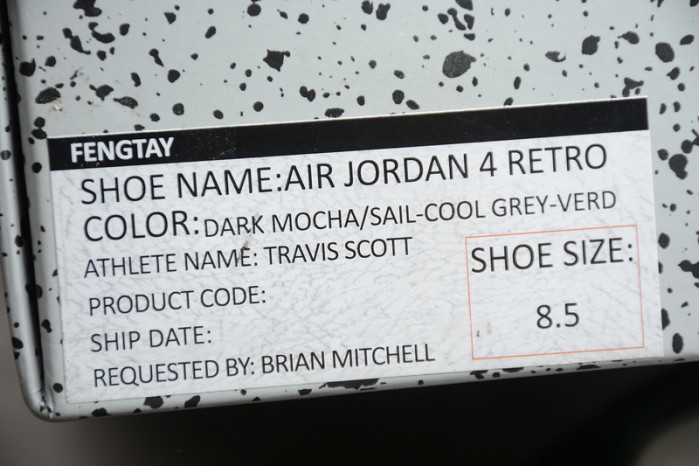 FENGTAY
SHOE NAME:AIR JORDAN 4 RETRO
COLOR:DARK MOCHA/SAIL-COOL GREY-VERD
ATHLETE NAME: TRAVIS SCOTT
PRODUCT CODE:
SHIP DATE:
REQUESTED BY: BRIAN MITCHELL
SHOE SIZE:
8.5